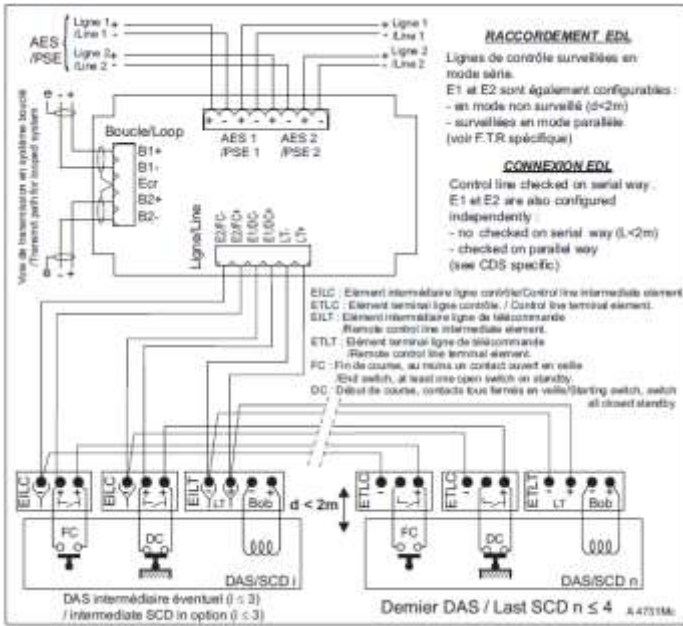 Ligne 1 +
/Line 1 -
Ligne 2 +
/Line 2 -
AES
/PSE
+ Ligne 1
- /Line 1
+ Ligne 2
- /Line 2
RACCORDEMENT EDL
Lignes de contrôle surveillées en
mode série.
E1 et E2 sont également configurables :
- en mode non surveillé (d<2m)
- surveillées en mode parallèle
(voir F.T.R spécifique)
CONNEXION EDL
Control line checked on serial way .
E1 et E2 are also configured
independently :
- no checked on serial way (L<2m)
- checked on parallel way
(see CDS specific)
+ - + - + - + -
AES 1 AES 2
/PSE 1 /PSE 2
Boucle/Loop
B1+
B1-
Ecr
B2+
B2-
Voie de transmission en système bouclé
/Transmit path for looped system
Ligne/Line
E2/FC-
E2/FC+
E1/DC-
E1/DC+
LT-
LT+
EILC : Element intermédiaire ligne contrôle/Control line intermediate element
ETLC : Elément terminal ligne contrôle. / Control line terminal element.
EILT : Elément intermédiaire ligne de télécommande
/Remote control line intermediate element.
ETLT : Elément terminal ligne de télécommande
/Remote control line terminal element.
FC : Fin de course, au moins un contact ouvert en veille
/End switch, at least one open switch on standby.
DC : Début de course, contacts tous fermés en veille/Starting switch, switch
all closed standby.
EILC
EILC
EILT
LT
Bob
d < 2m
ETLC
ETLC
ETLT
LT
Bob
FC
DC
DAS/SCD i
FC
DC
DAS/SCD n
DAS intermédiaire éventuel (i ≤ 3)
/ intermediate SCD in option (i ≤ 3)
Dernier DAS / Last SCD n ≤ 4
A 4751Mc